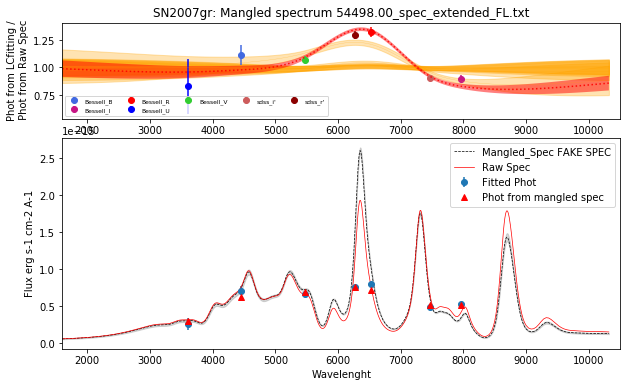 SN2007gr: Mangled spectrum 54498.00_spec_extended_FL.txt
Phot from LCfitting /
Phot from Raw Spec
1.25
1.00
0.75
Bessell_B
Bessell_I
Bessell_R
Bessell_U
Bessell_V
sdss_i'
sdss_r'
2000 3000 4000 5000 6000 7000 8000 9000 10000
Flux erg s-1 cm-2 A-1
2.5
2.0
1.5
1.0
0.5
0.0
Mangled_Spec FAKE SPEC
Raw Spec
Fitted Phot
Phot from mangled spec
2000 3000 4000 5000 6000 7000 8000 9000 10000
Wavelenght